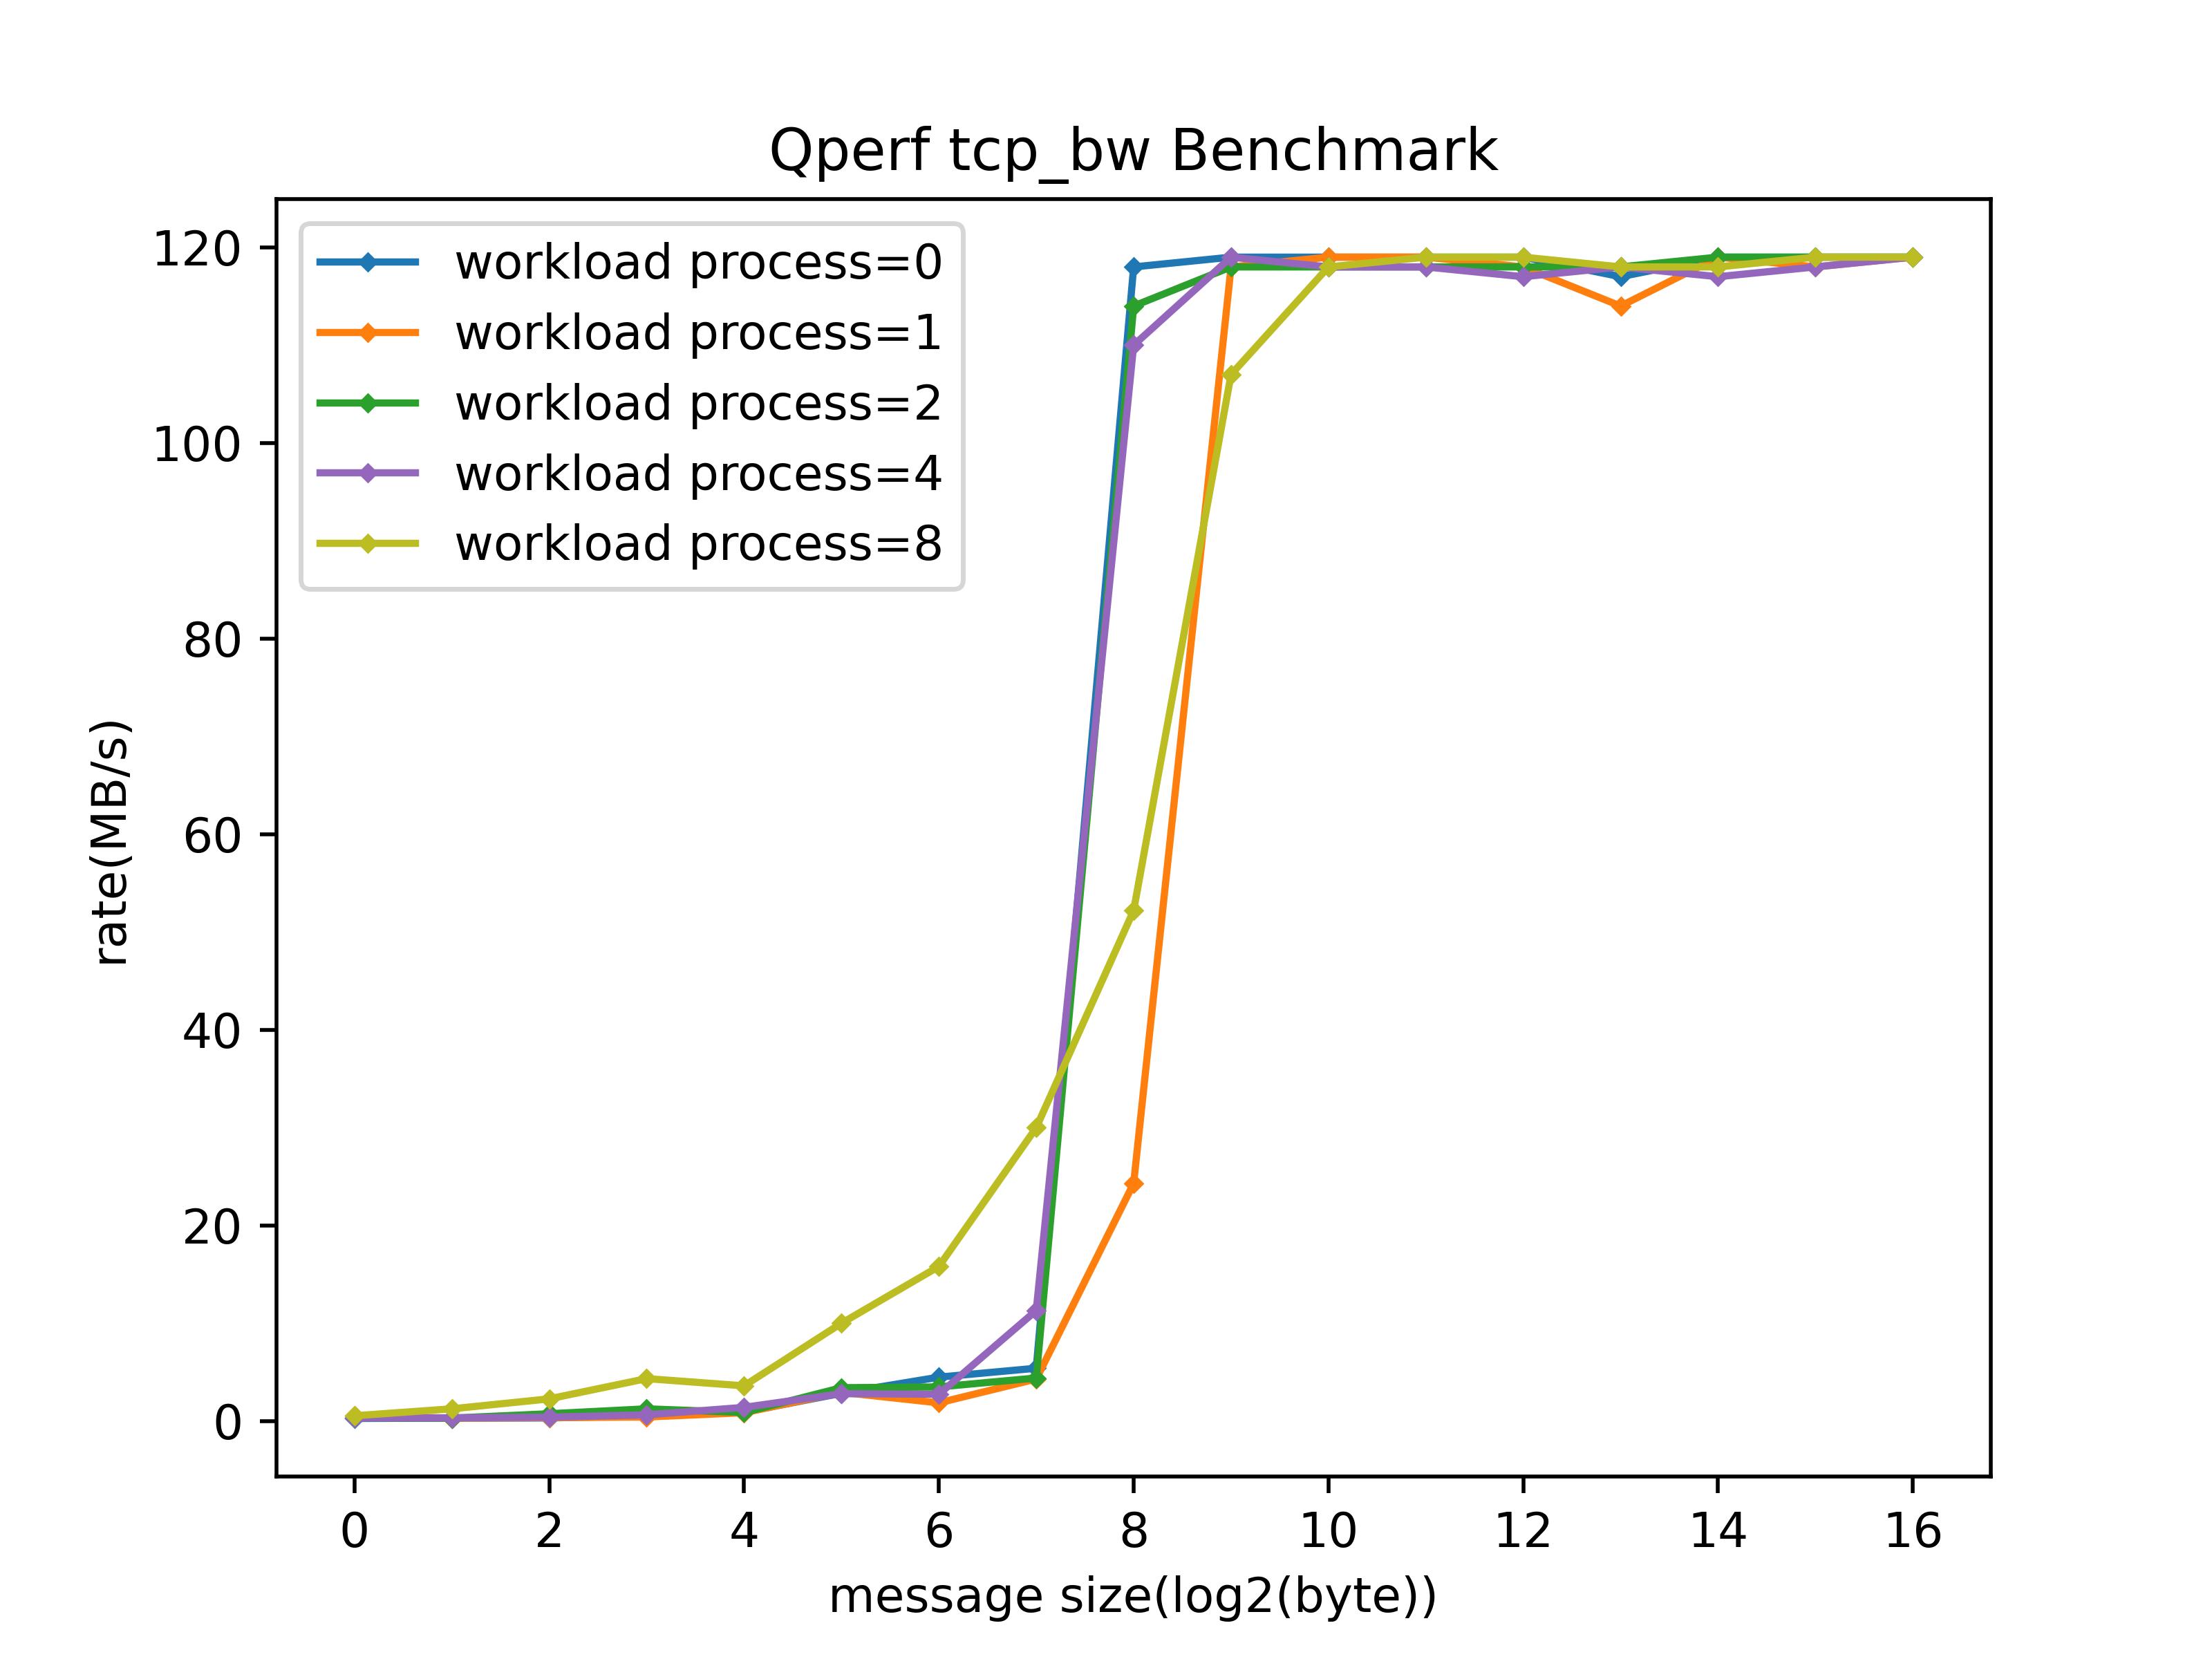 Qperf tcp_bw Benchmark
120
100
80
60
40
20
0
rate(MB/s)
workload process=0
workload process=1
workload process=2
workload process=4
workload process=8
0 2 4 6 8 10 12 14 16
message size(log2(byte))